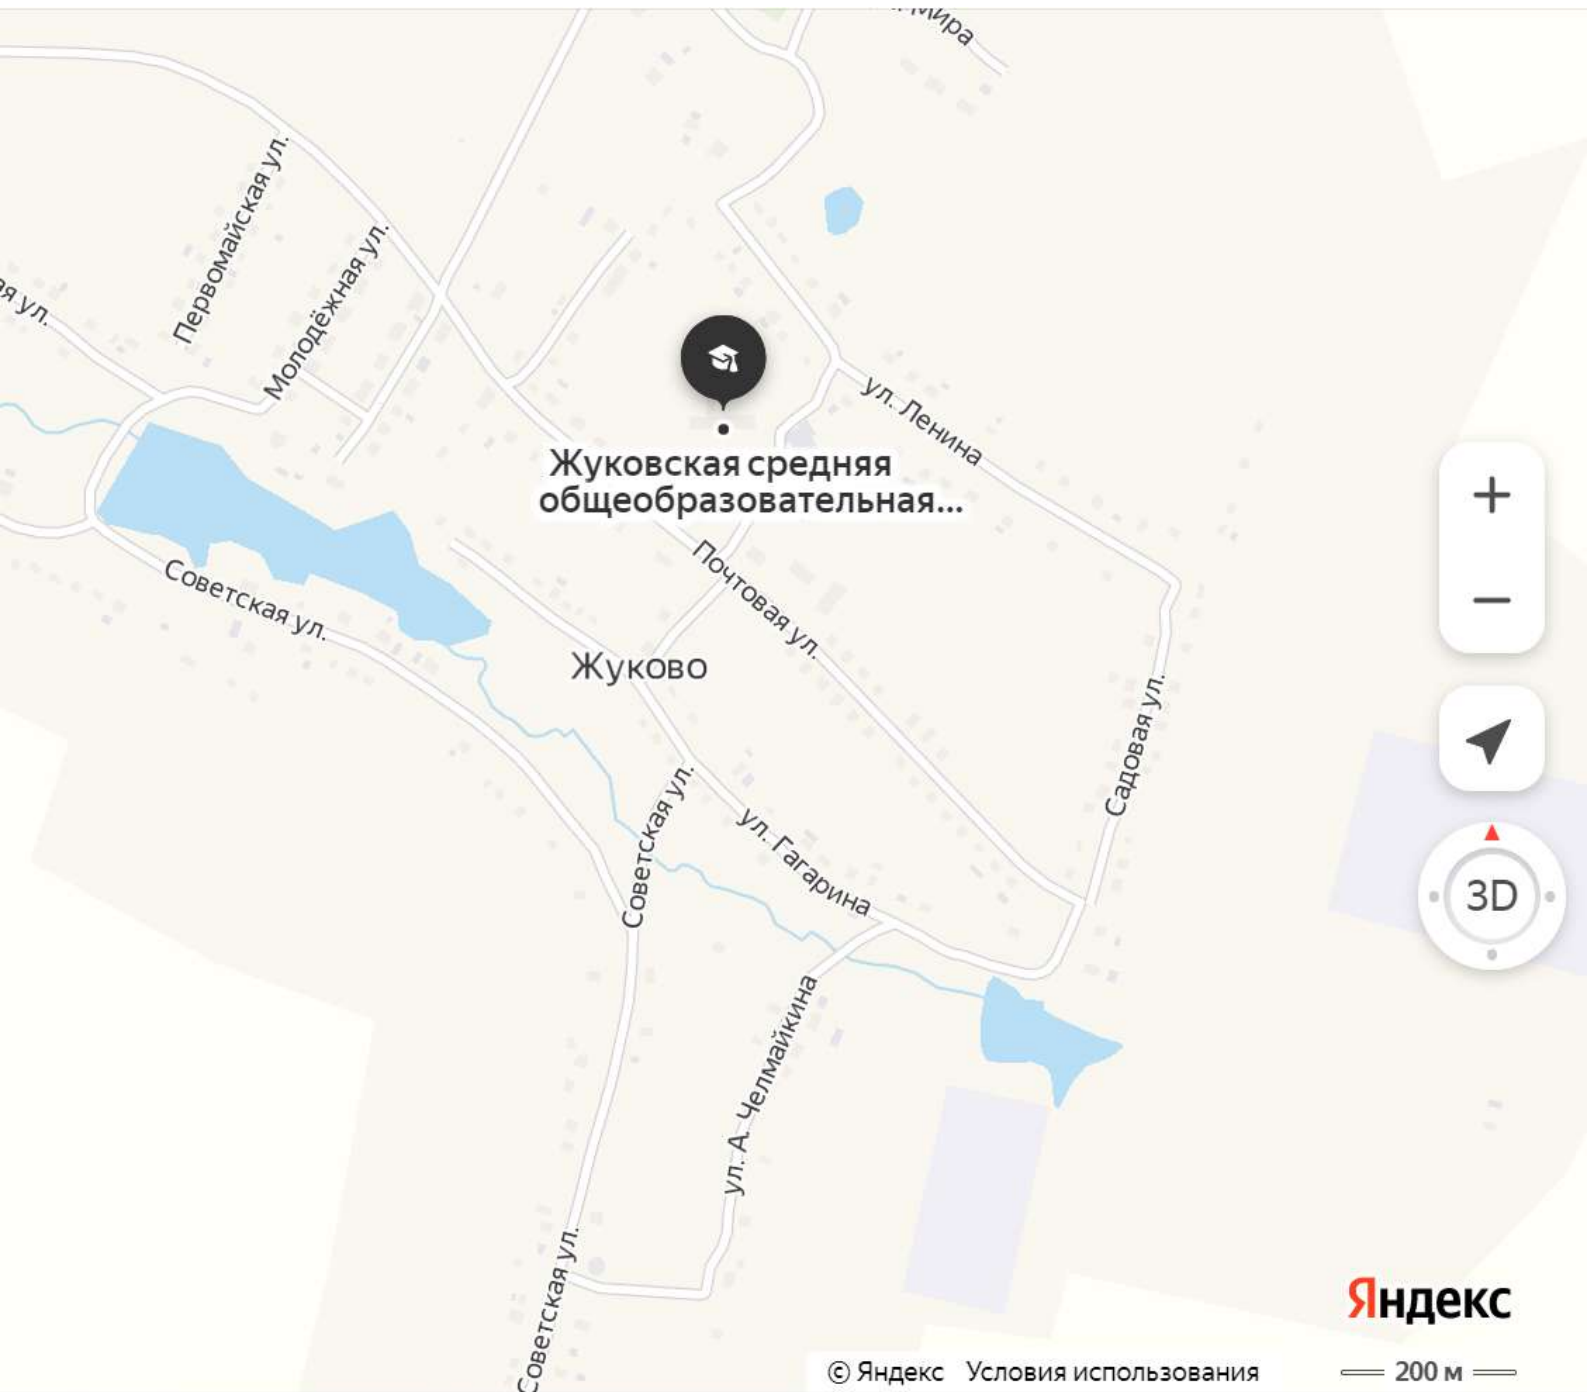 Мира
Первомайская ул.
Молодёжная ул.
ул.
ул. Ленина
Жуковская средняя
общеобразовательная...
Почтовая ул.
Советская ул.
Жуково
Садовая ул.
Советская ул.
ул. Гагарина
ул. А. Челмайкина
Советская ул.
3D
Яндекс
© Яндекс Условия использования
200 м